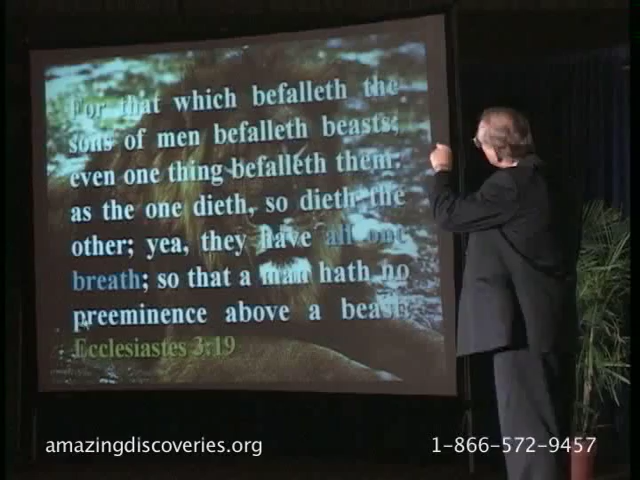 For that which befalleth the
sons of men befalleth beasts;
even one thing befalleth them:
as the one dieth, so dieth the
other; yea, they have all one
breath; so that a man hath no
preeminence above a beast:
Ecclesiastes 3:19
amazingdiscoveries.org
1-866-572-9457